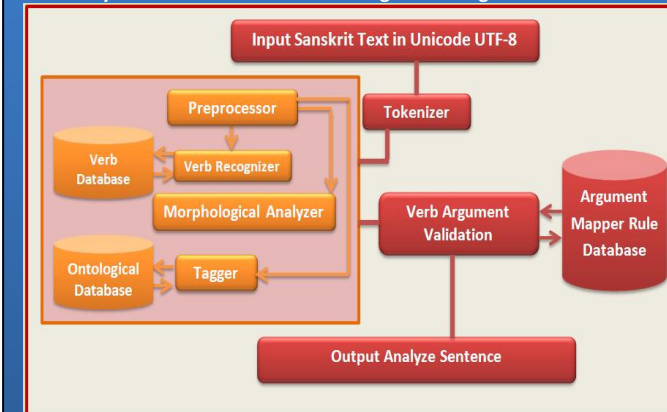 Input Sanskrit Text in Unicode UTF-8
Preprocessor
Tokenizer
Verb
Database
Verb Recognizer
Morphological Analyzer
Verb Argument
Validation
Argument
Mapper Rule
Database
Ontological
Database
Tagger
Output Analyze Sentence